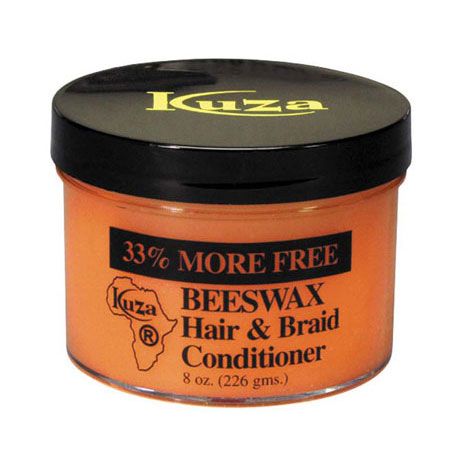 Kuza
33% MORE FREE
Kuza
®
BEESWAX
Hair & Braid
Conditioner
8 oz. (226 gms.)